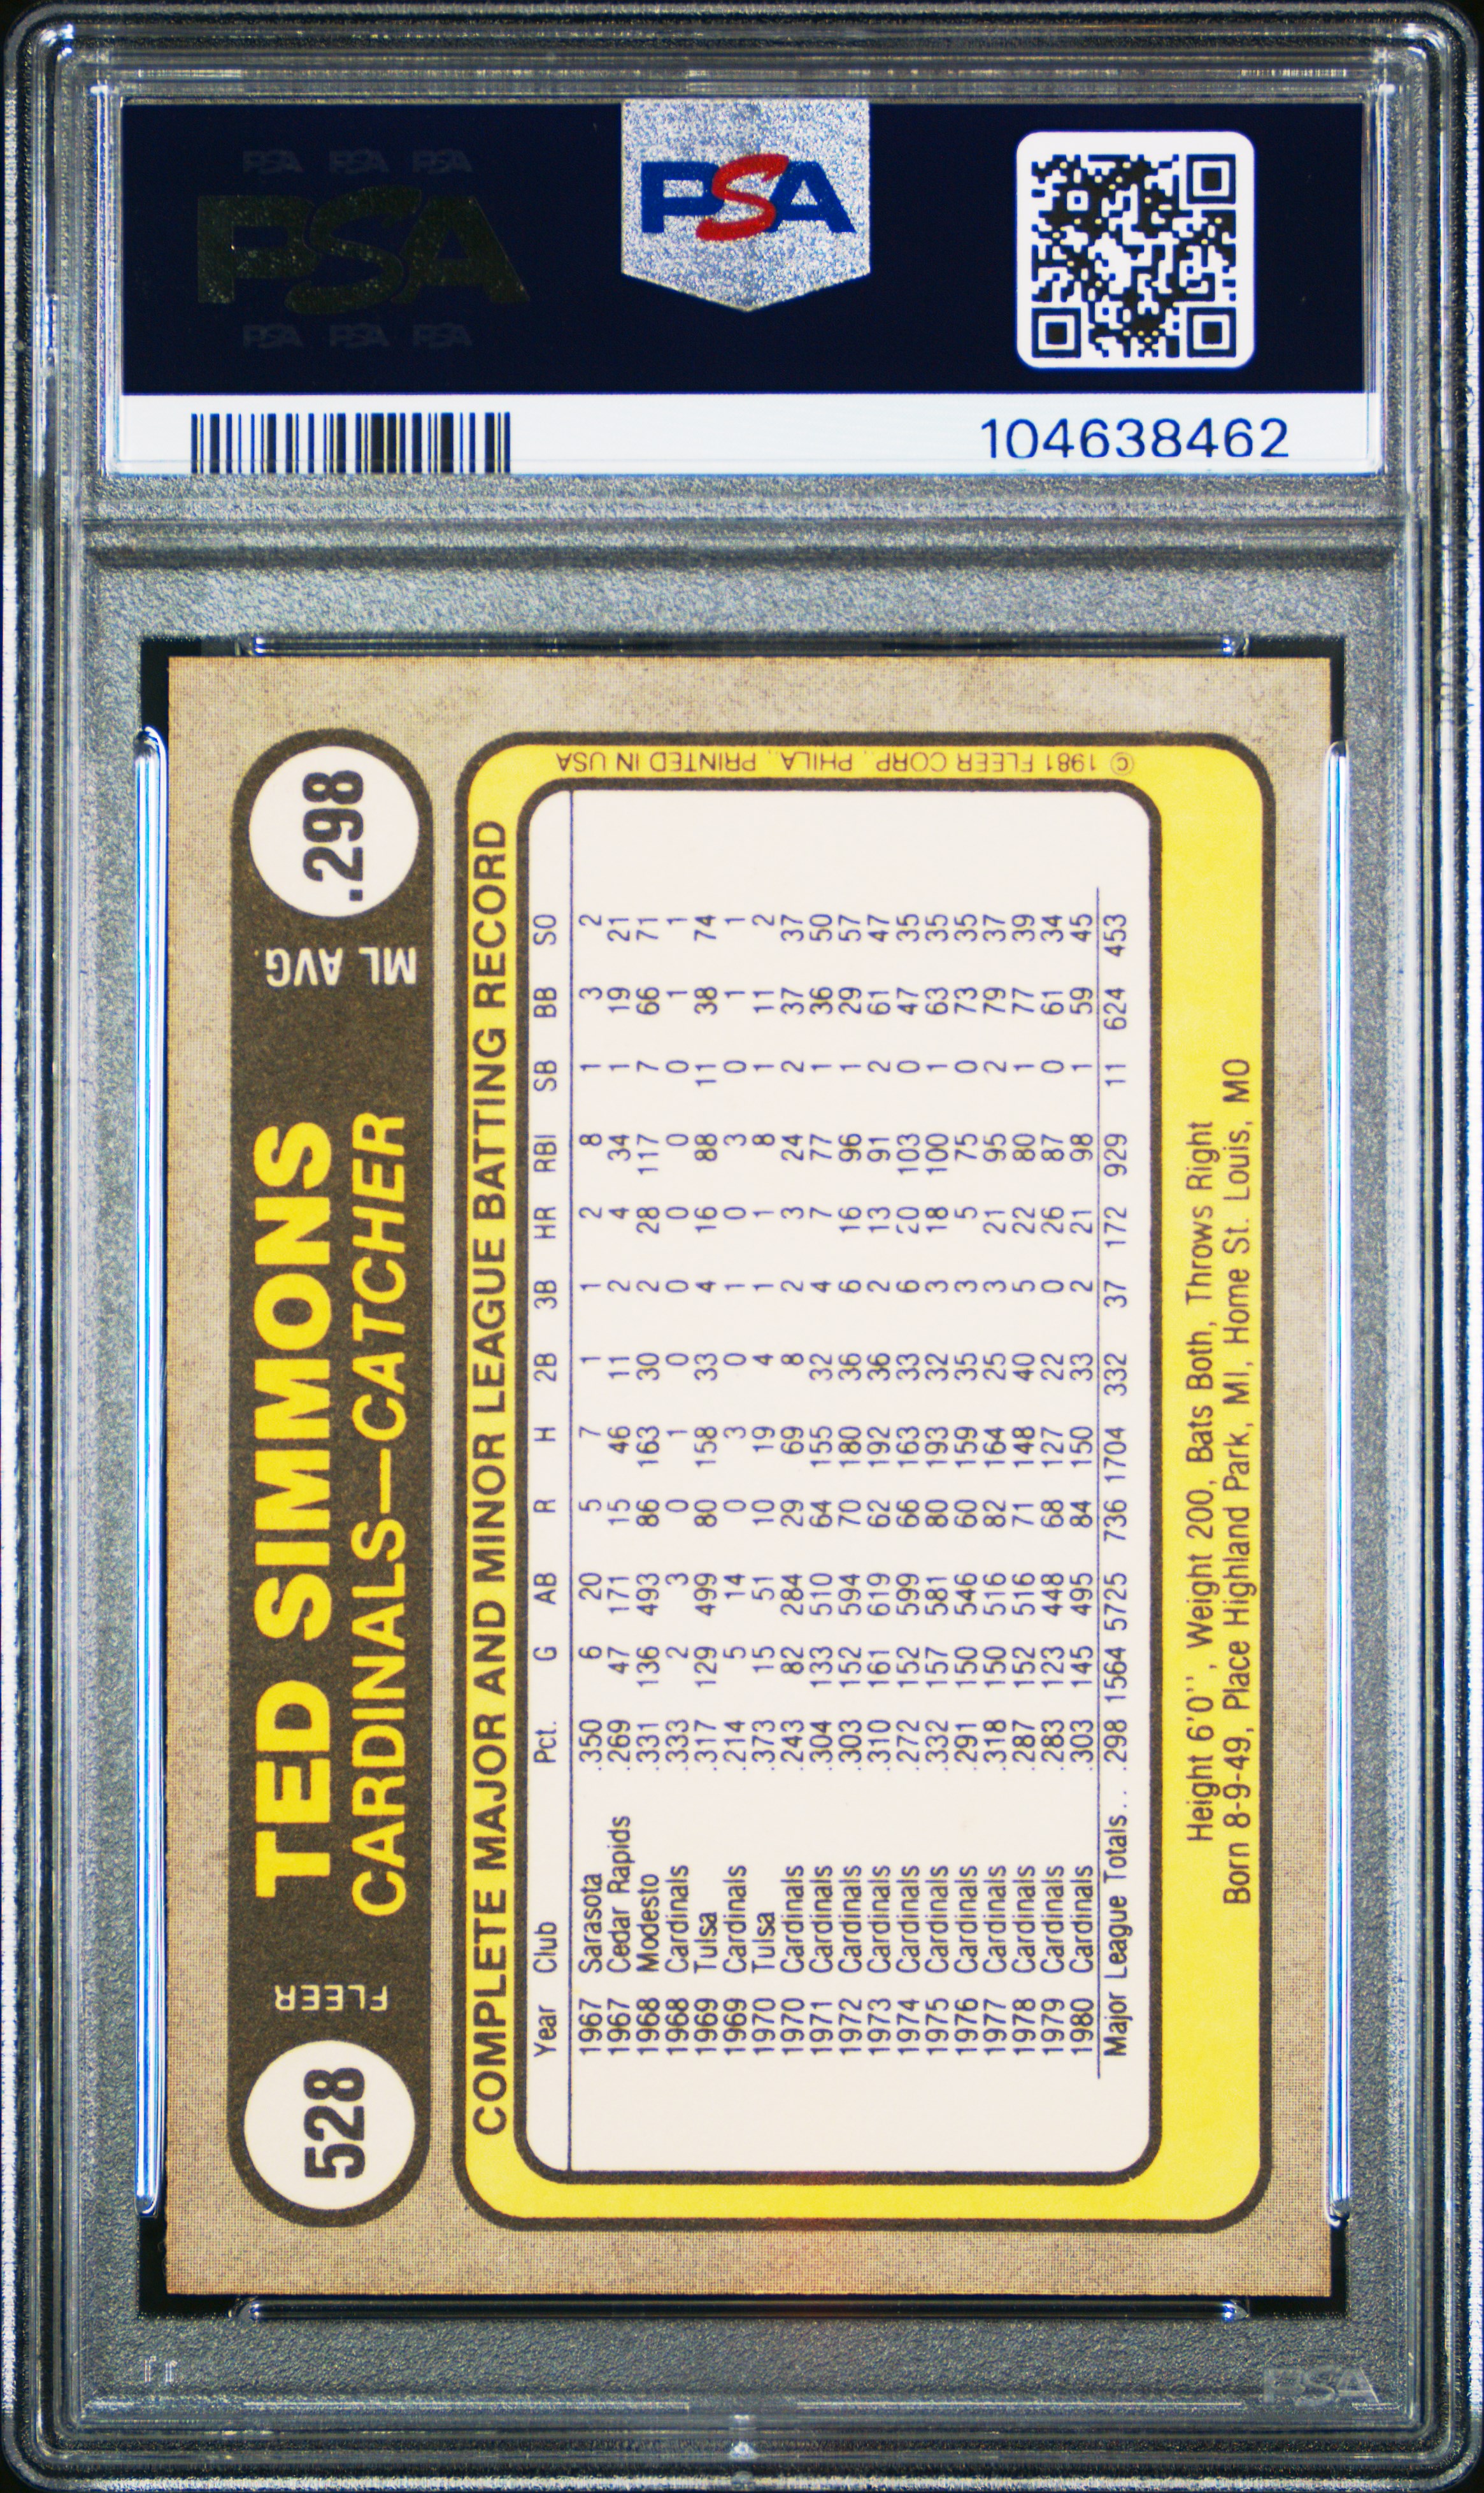 PSA PSA PSA
PSA
PSA PSA PSA
PSA
104638462
528 FLEER TED SIMMONS ML AVG. .298
CARDINALS—CATCHER
COMPLETE MAJOR AND MINOR LEAGUE BATTING RECORD
Year Club Pct. G AB R H 2B 3B HR RBI SB BB SO
1967 Sarasota .350 6 20 5 7 1 1 2 8 1 3 2
1967 Cedar Rapids .269 47 171 15 46 11 2 4 34 1 19 21
1968 Modesto .331 136 493 86 163 30 2 28 117 7 66 71
1968 Cardinals .333 2 3 0 1 0 0 0 0 0 1 1
1969 Tulsa .317 129 499 80 158 33 4 16 88 11 38 74
1969 Cardinals .214 5 14 0 3 0 1 0 3 0 1 1
1970 Tulsa .373 15 51 10 19 4 1 1 8 1 11 2
1970 Cardinals .243 82 284 29 69 8 2 3 24 2 37 37
1971 Cardinals .304 133 510 64 155 32 4 7 77 1 36 50
1972 Cardinals .303 152 594 70 180 36 6 16 96 1 29 57
1973 Cardinals .310 161 619 62 192 36 2 13 91 2 61 47
1974 Cardinals .272 152 599 66 163 33 6 20 103 0 47 35
1975 Cardinals .332 157 581 80 193 32 3 18 100 1 63 35
1976 Cardinals .291 150 546 60 159 35 3 5 75 0 73 35
1977 Cardinals .318 150 516 82 164 25 3 21 95 2 79 37
1978 Cardinals .287 152 516 71 148 40 5 22 80 1 77 39
1979 Cardinals .283 123 448 68 127 22 0 26 87 0 61 34
1980 Cardinals .303 145 495 84 150 33 2 21 98 1 59 45
Major League Totals . . .298 1564 5725 736 1704 332 37 172 929 11 624 453
Height 6'0'', Weight 200, Bats Both, Throws Right
Born 8-9-49, Place Highland Park, MI, Home St. Louis, MO
© 1981 FLEER CORP., PHILA., PRINTED IN USA
PSA